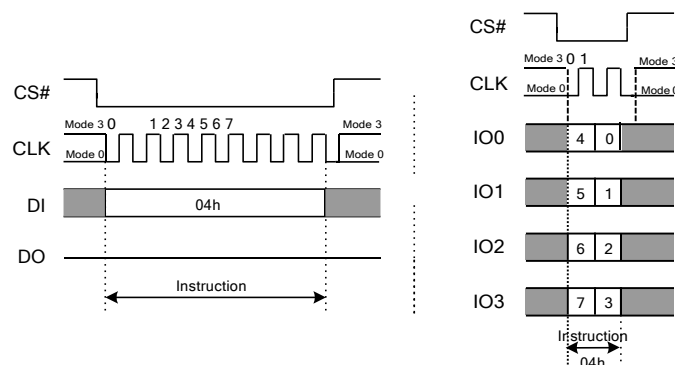 CS#
Mode 3 0 1 2 3 4 5 6 7 Mode 3
CLK
Mode 0 Mode 0
DI 04h
DO
Instruction
CS#
Mode 3 0 1 Mode 3
CLK
Mode 0 Mode 0
IO0 4 0
IO1 5 1
IO2 6 2
IO3 7 3
Instruction
04h